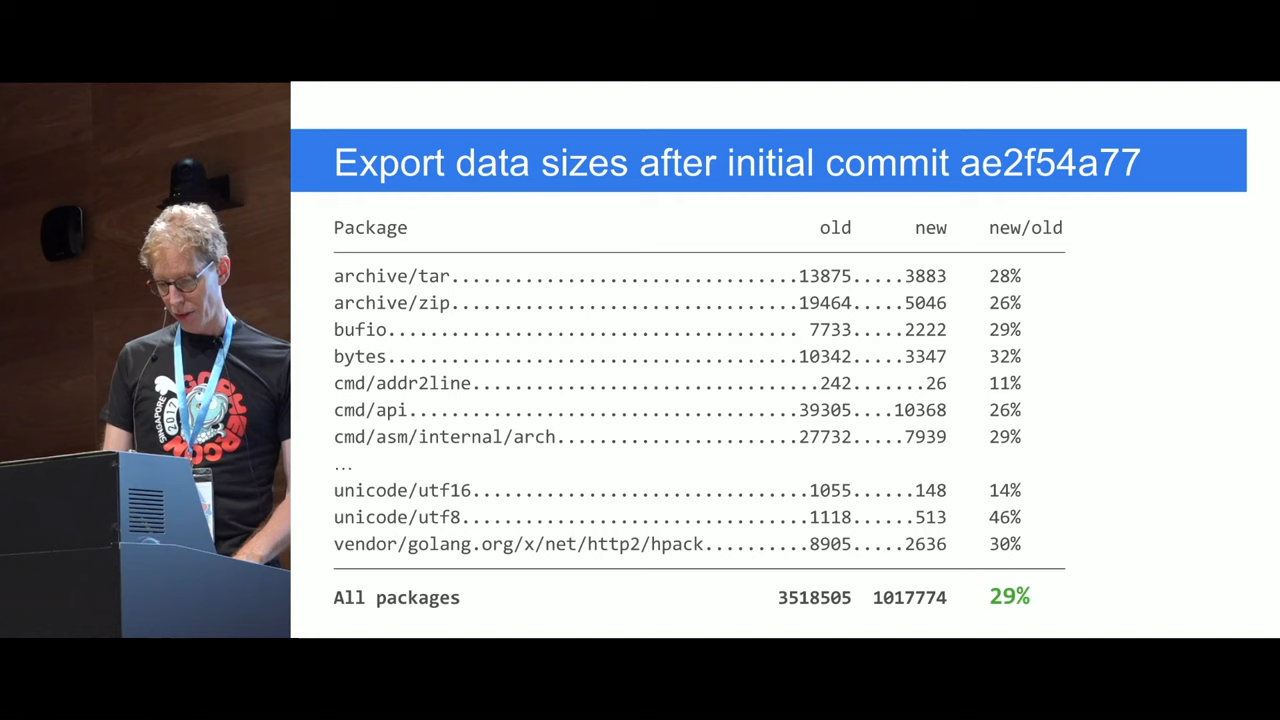 Export data sizes after initial commit ae2f54a77
Package old new new/old
archive/tar.................................13875.....3883 28%
archive/zip.................................19464.....5046 26%
bufio....................................... 7733.....2222 29%
bytes.......................................10342.....3347 32%
cmd/addr2line.................................242.......26 11%
cmd/api.....................................39305....10368 26%
cmd/asm/internal/arch.......................27732.....7939 29%
...
unicode/utf16................................1055......148 14%
unicode/utf8.................................1118......513 46%
vendor/golang.org/x/net/http2/hpack..........8905.....2636 30%
All packages 3518505 1017774 29%
SINGAPORE
2017
GOPHERCON